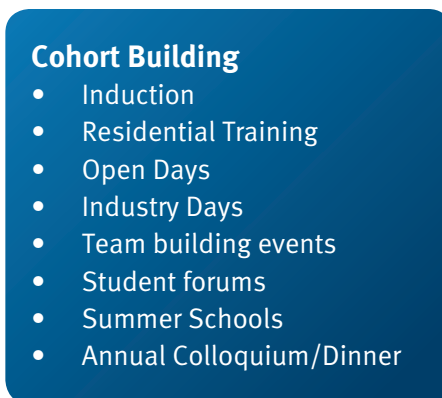 Cohort Building
• Induction
• Residential Training
• Open Days
• Industry Days
• Team building events
• Student forums
• Summer Schools
• Annual Colloquium/Dinner